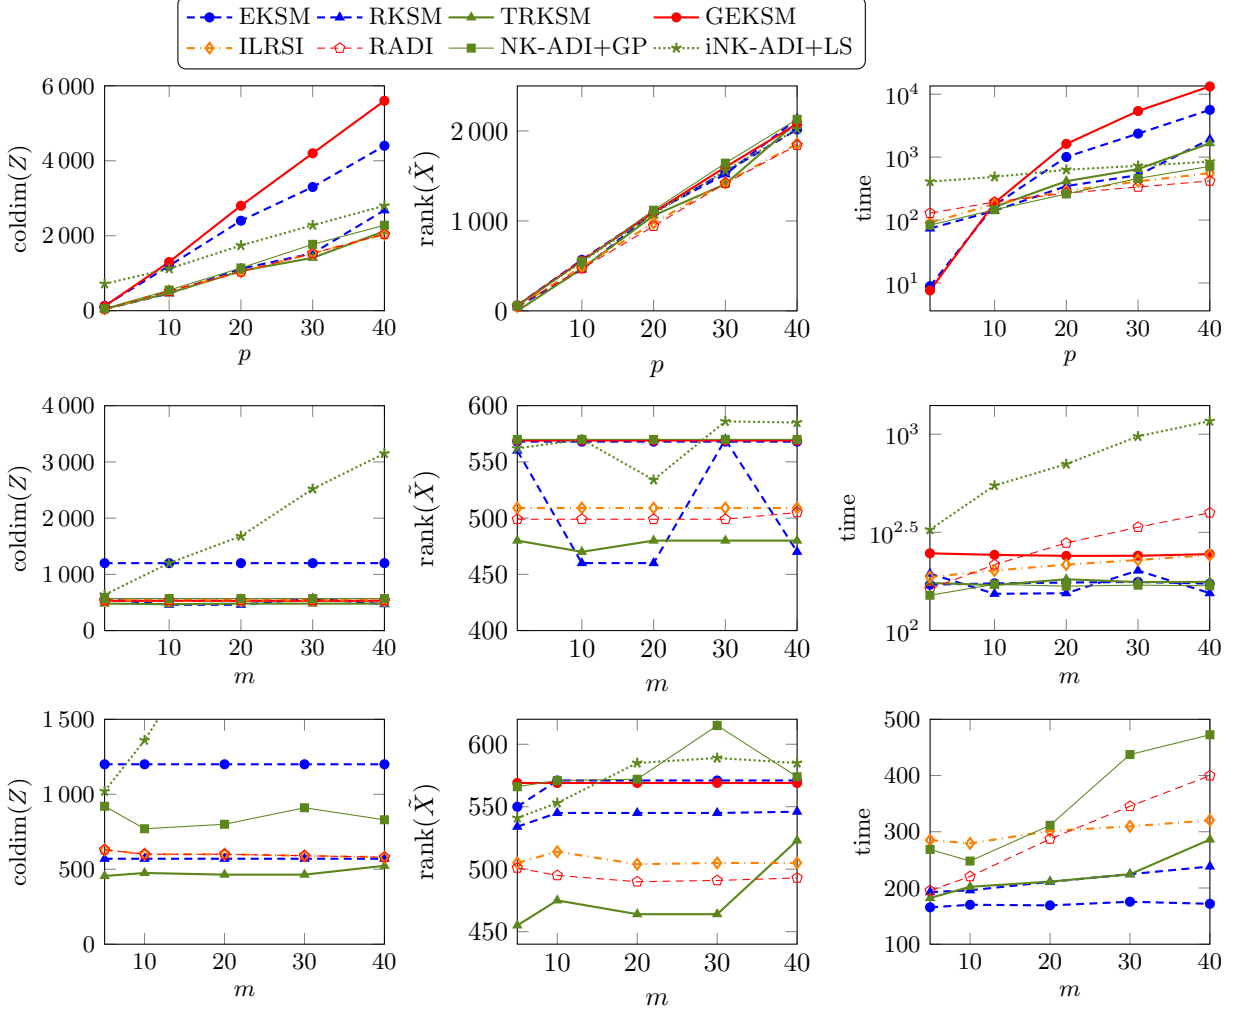 EKSM RKSM TRKSM GEKSM
ILRSI RADI NK-ADI+GP iNK-ADI+LS
coldim(Z)
6 000
4 000
2 000
0
10 20 30 40
p
rank(X̃)
2 000
1 000
0
10 20 30 40
p
time
10^4
10^3
10^2
10^1
10 20 30 40
p
coldim(Z)
4 000
3 000
2 000
1 000
0
10 20 30 40
m
rank(X̃)
600
550
500
450
400
10 20 30 40
m
time
10^3
10^2.5
10^2
10 20 30 40
m
coldim(Z)
1 500
1 000
500
0
10 20 30 40
m
rank(X̃)
600
550
500
450
10 20 30 40
m
time
500
400
300
200
100
10 20 30 40
m